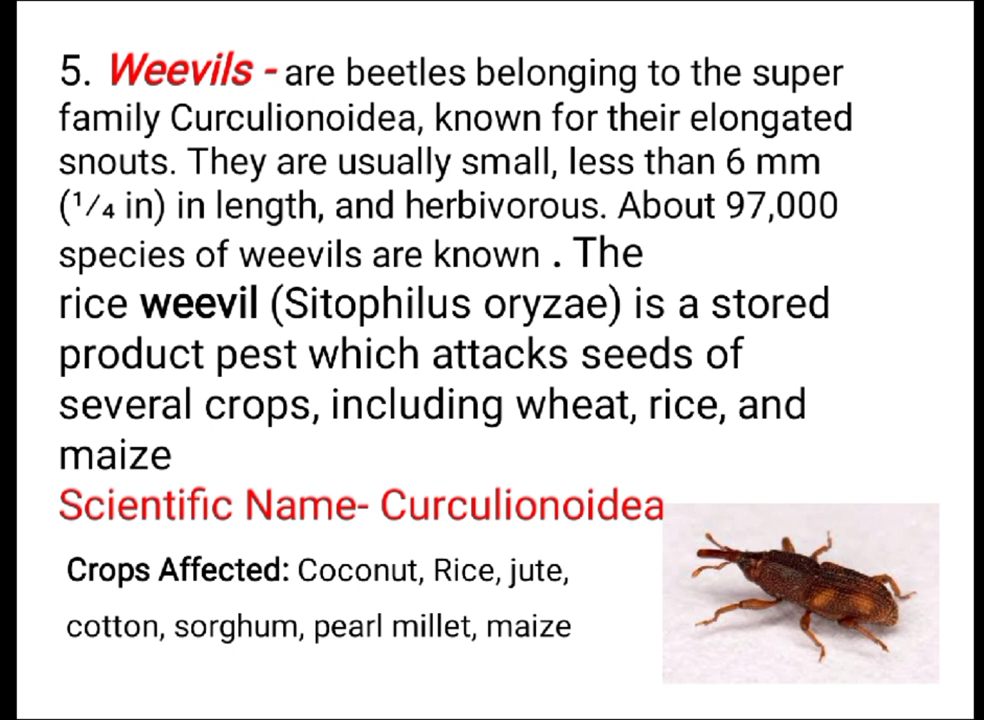 5. Weevils - are beetles belonging to the super
family Curculionoidea, known for their elongated
snouts. They are usually small, less than 6 mm
(¹⁄₄ in) in length, and herbivorous. About 97,000
species of weevils are known . The
rice weevil (Sitophilus oryzae) is a stored
product pest which attacks seeds of
several crops, including wheat, rice, and
maize
Scientific Name- Curculionoidea
Crops Affected: Coconut, Rice, jute,
cotton, sorghum, pearl millet, maize